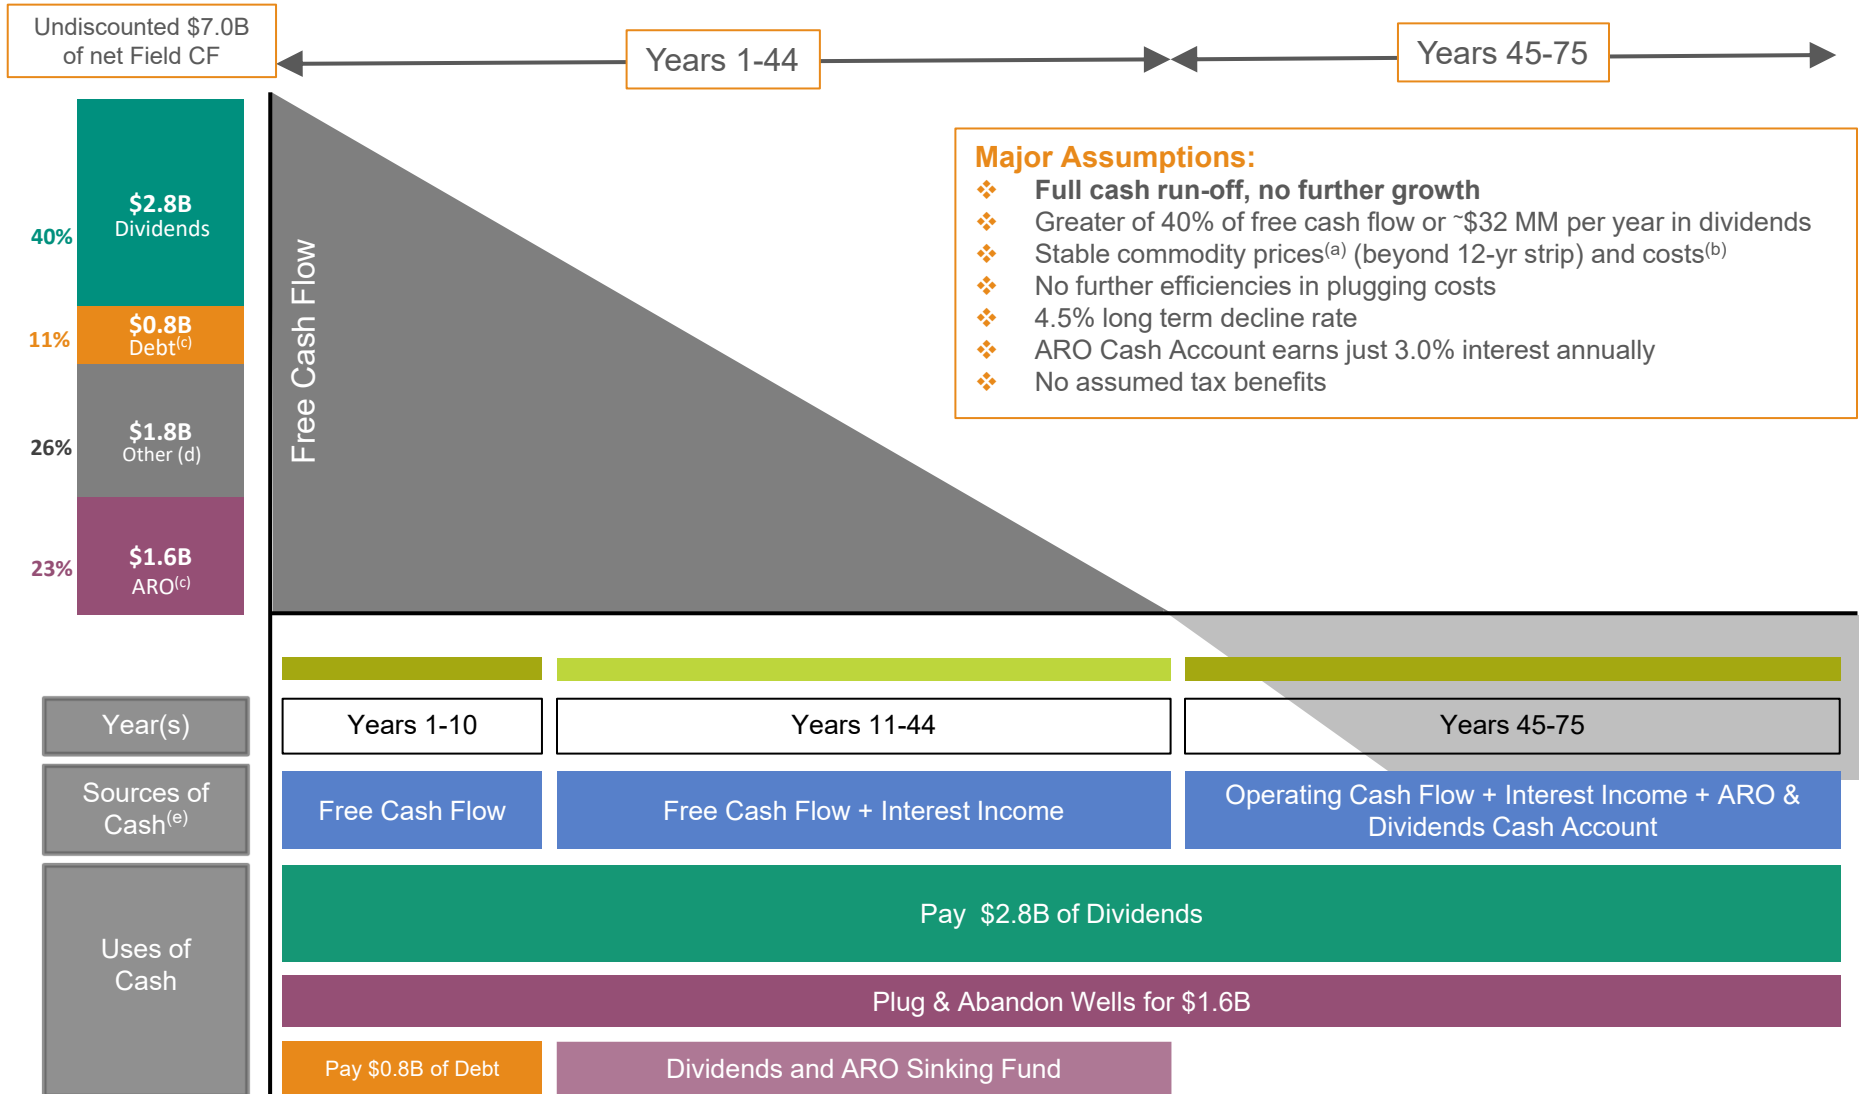 Undiscounted $7.0B
of net Field CF
Years 1-44
Years 45-75
40%
$2.8B
Dividends
11%
$0.8B
Debt(c)
26%
$1.8B
Other (d)
23%
$1.6B
ARO(c)
Free Cash Flow
Major Assumptions:
❖ Full cash run-off, no further growth
❖ Greater of 40% of free cash flow or ~$32 MM per year in dividends
❖ Stable commodity prices(a) (beyond 12-yr strip) and costs(b)
❖ No further efficiencies in plugging costs
❖ 4.5% long term decline rate
❖ ARO Cash Account earns just 3.0% interest annually
❖ No assumed tax benefits
Year(s)
Years 1-10
Years 11-44
Years 45-75
Sources of
Cash(e)
Free Cash Flow
Free Cash Flow + Interest Income
Operating Cash Flow + Interest Income + ARO &
Dividends Cash Account
Uses of
Cash
Pay $2.8B of Dividends
Plug & Abandon Wells for $1.6B
Pay $0.8B of Debt
Dividends and ARO Sinking Fund